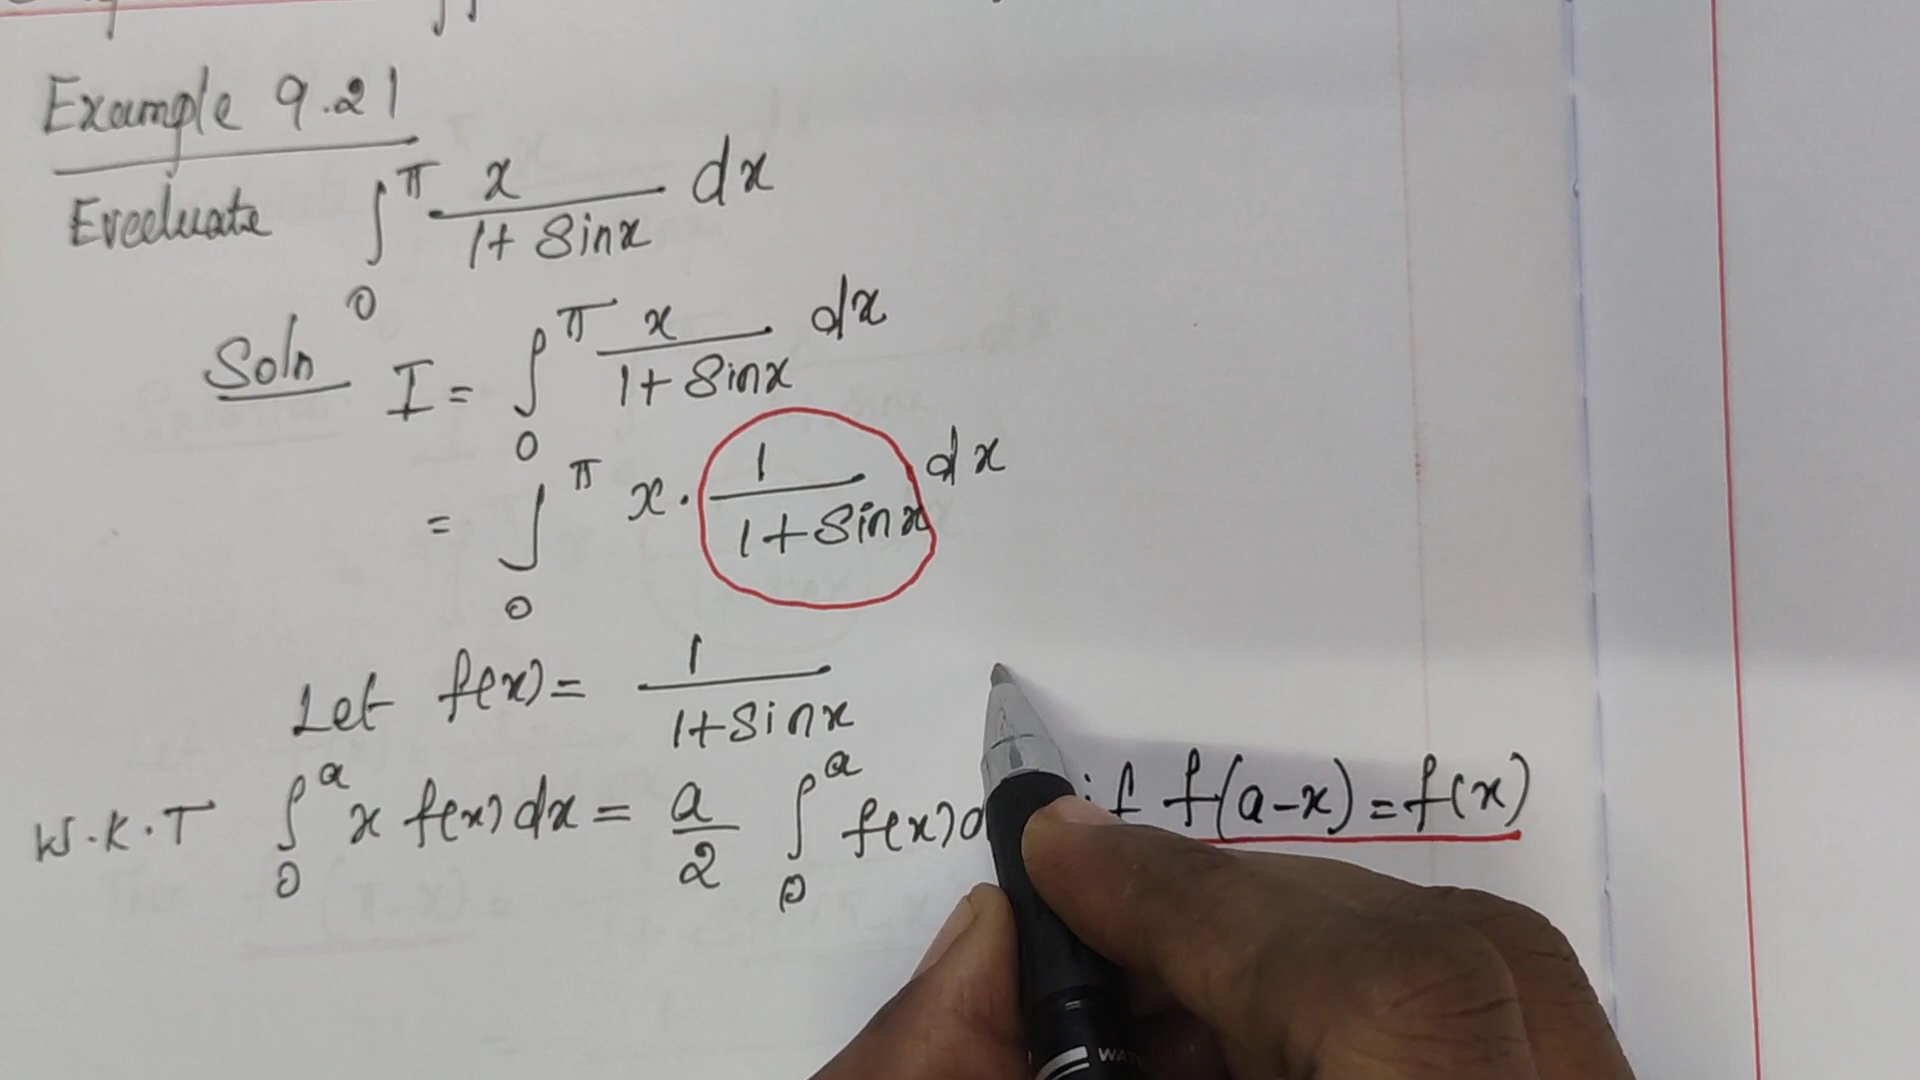 Example 9.21
Evaluate ∫₀^π x/(1+Sinx) dx
Soln I = ∫₀^π x/(1+Sinx) dx
= ∫₀^π x · 1/(1+Sinx) dx
Let f(x) = 1/(1+Sinx)
W.K.T ∫₀^a x f(x) dx = a/2 ∫₀^a f(x) d if f(a-x) = f(x)